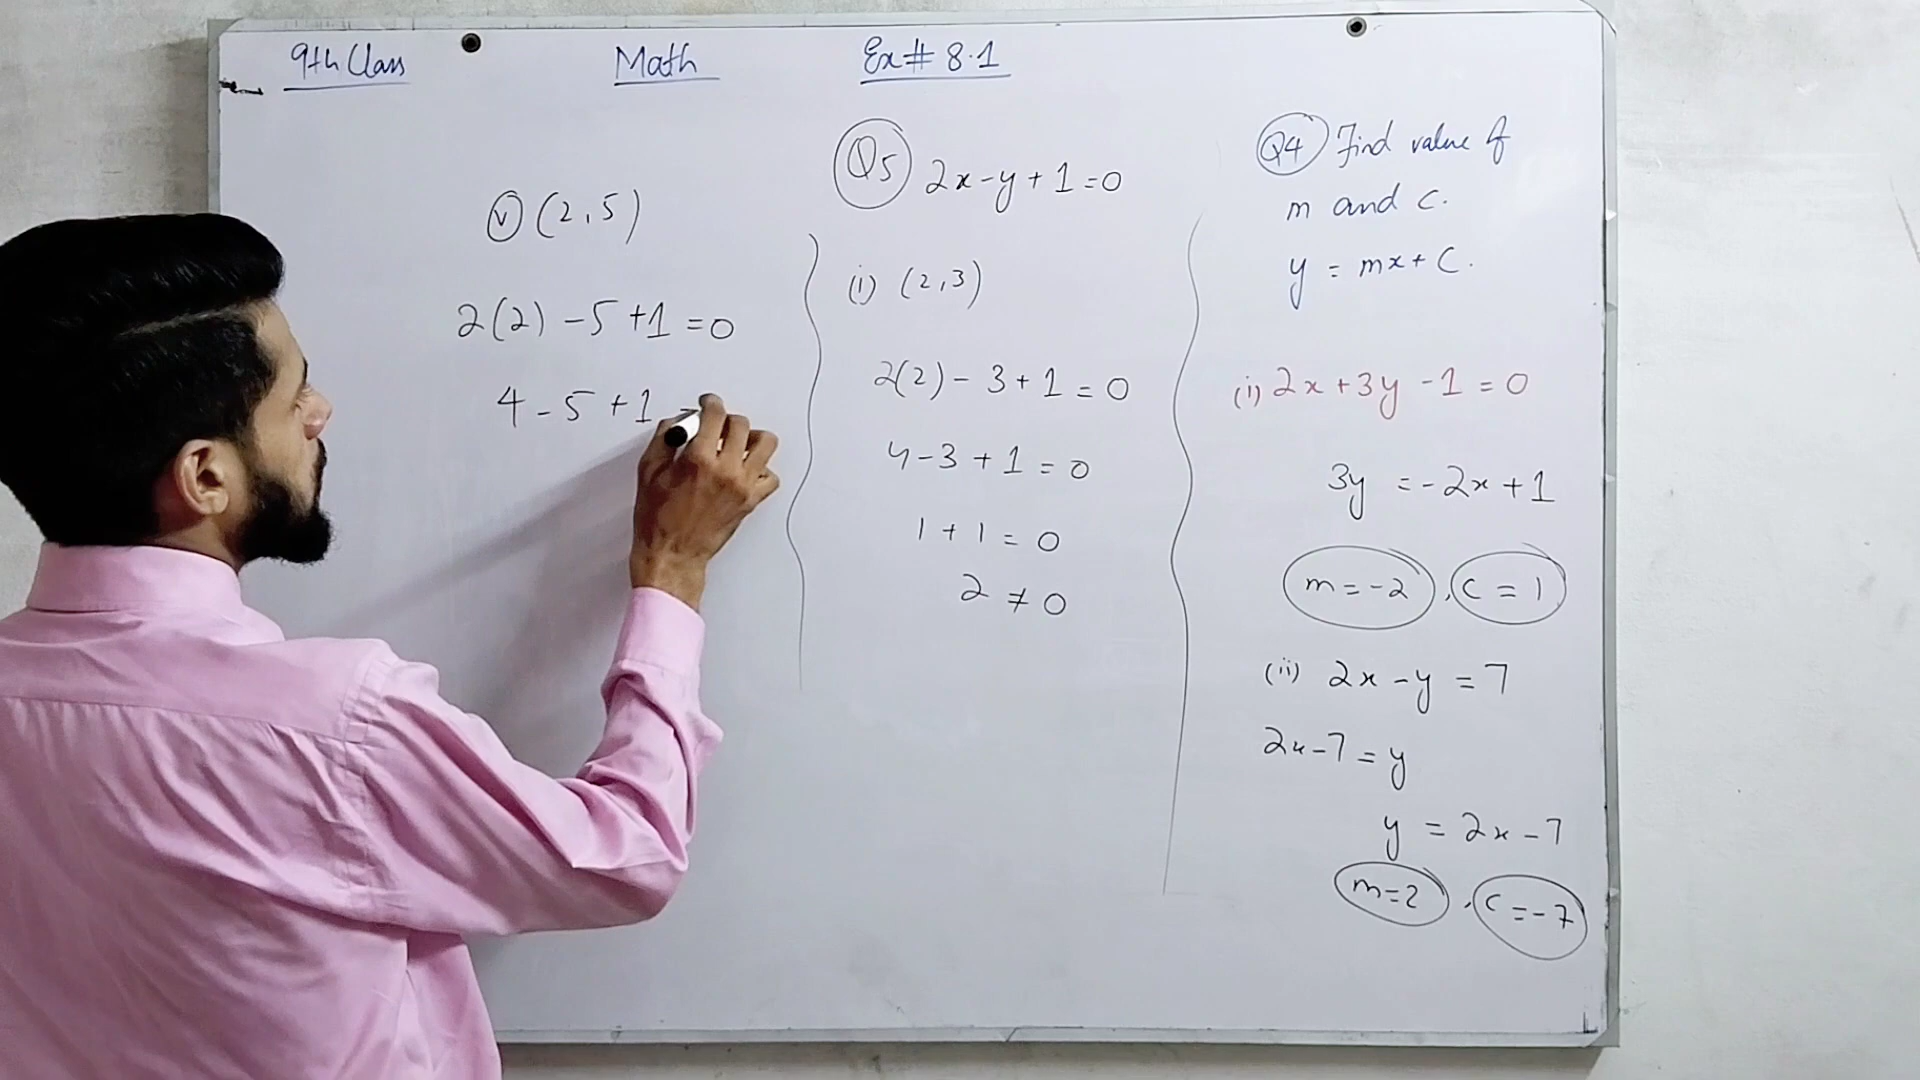 9th Class Math Ex# 8.1
(v) (2,5)
2(2) -5 +1 =0
4 -5 +1 =
Q5 2x-y+1=0
(i) (2,3)
2(2) - 3 + 1 = 0
4-3 +1 = 0
1 + 1 = 0
2 ≠ 0
Q4 Find value of
m and c.
y = mx+c.
(i) 2x+3y -1 = 0
3y = -2x +1
m = -2 , c = 1
(ii) 2x -y = 7
2x-7 = y
y = 2x -7
m=2 , c = -7